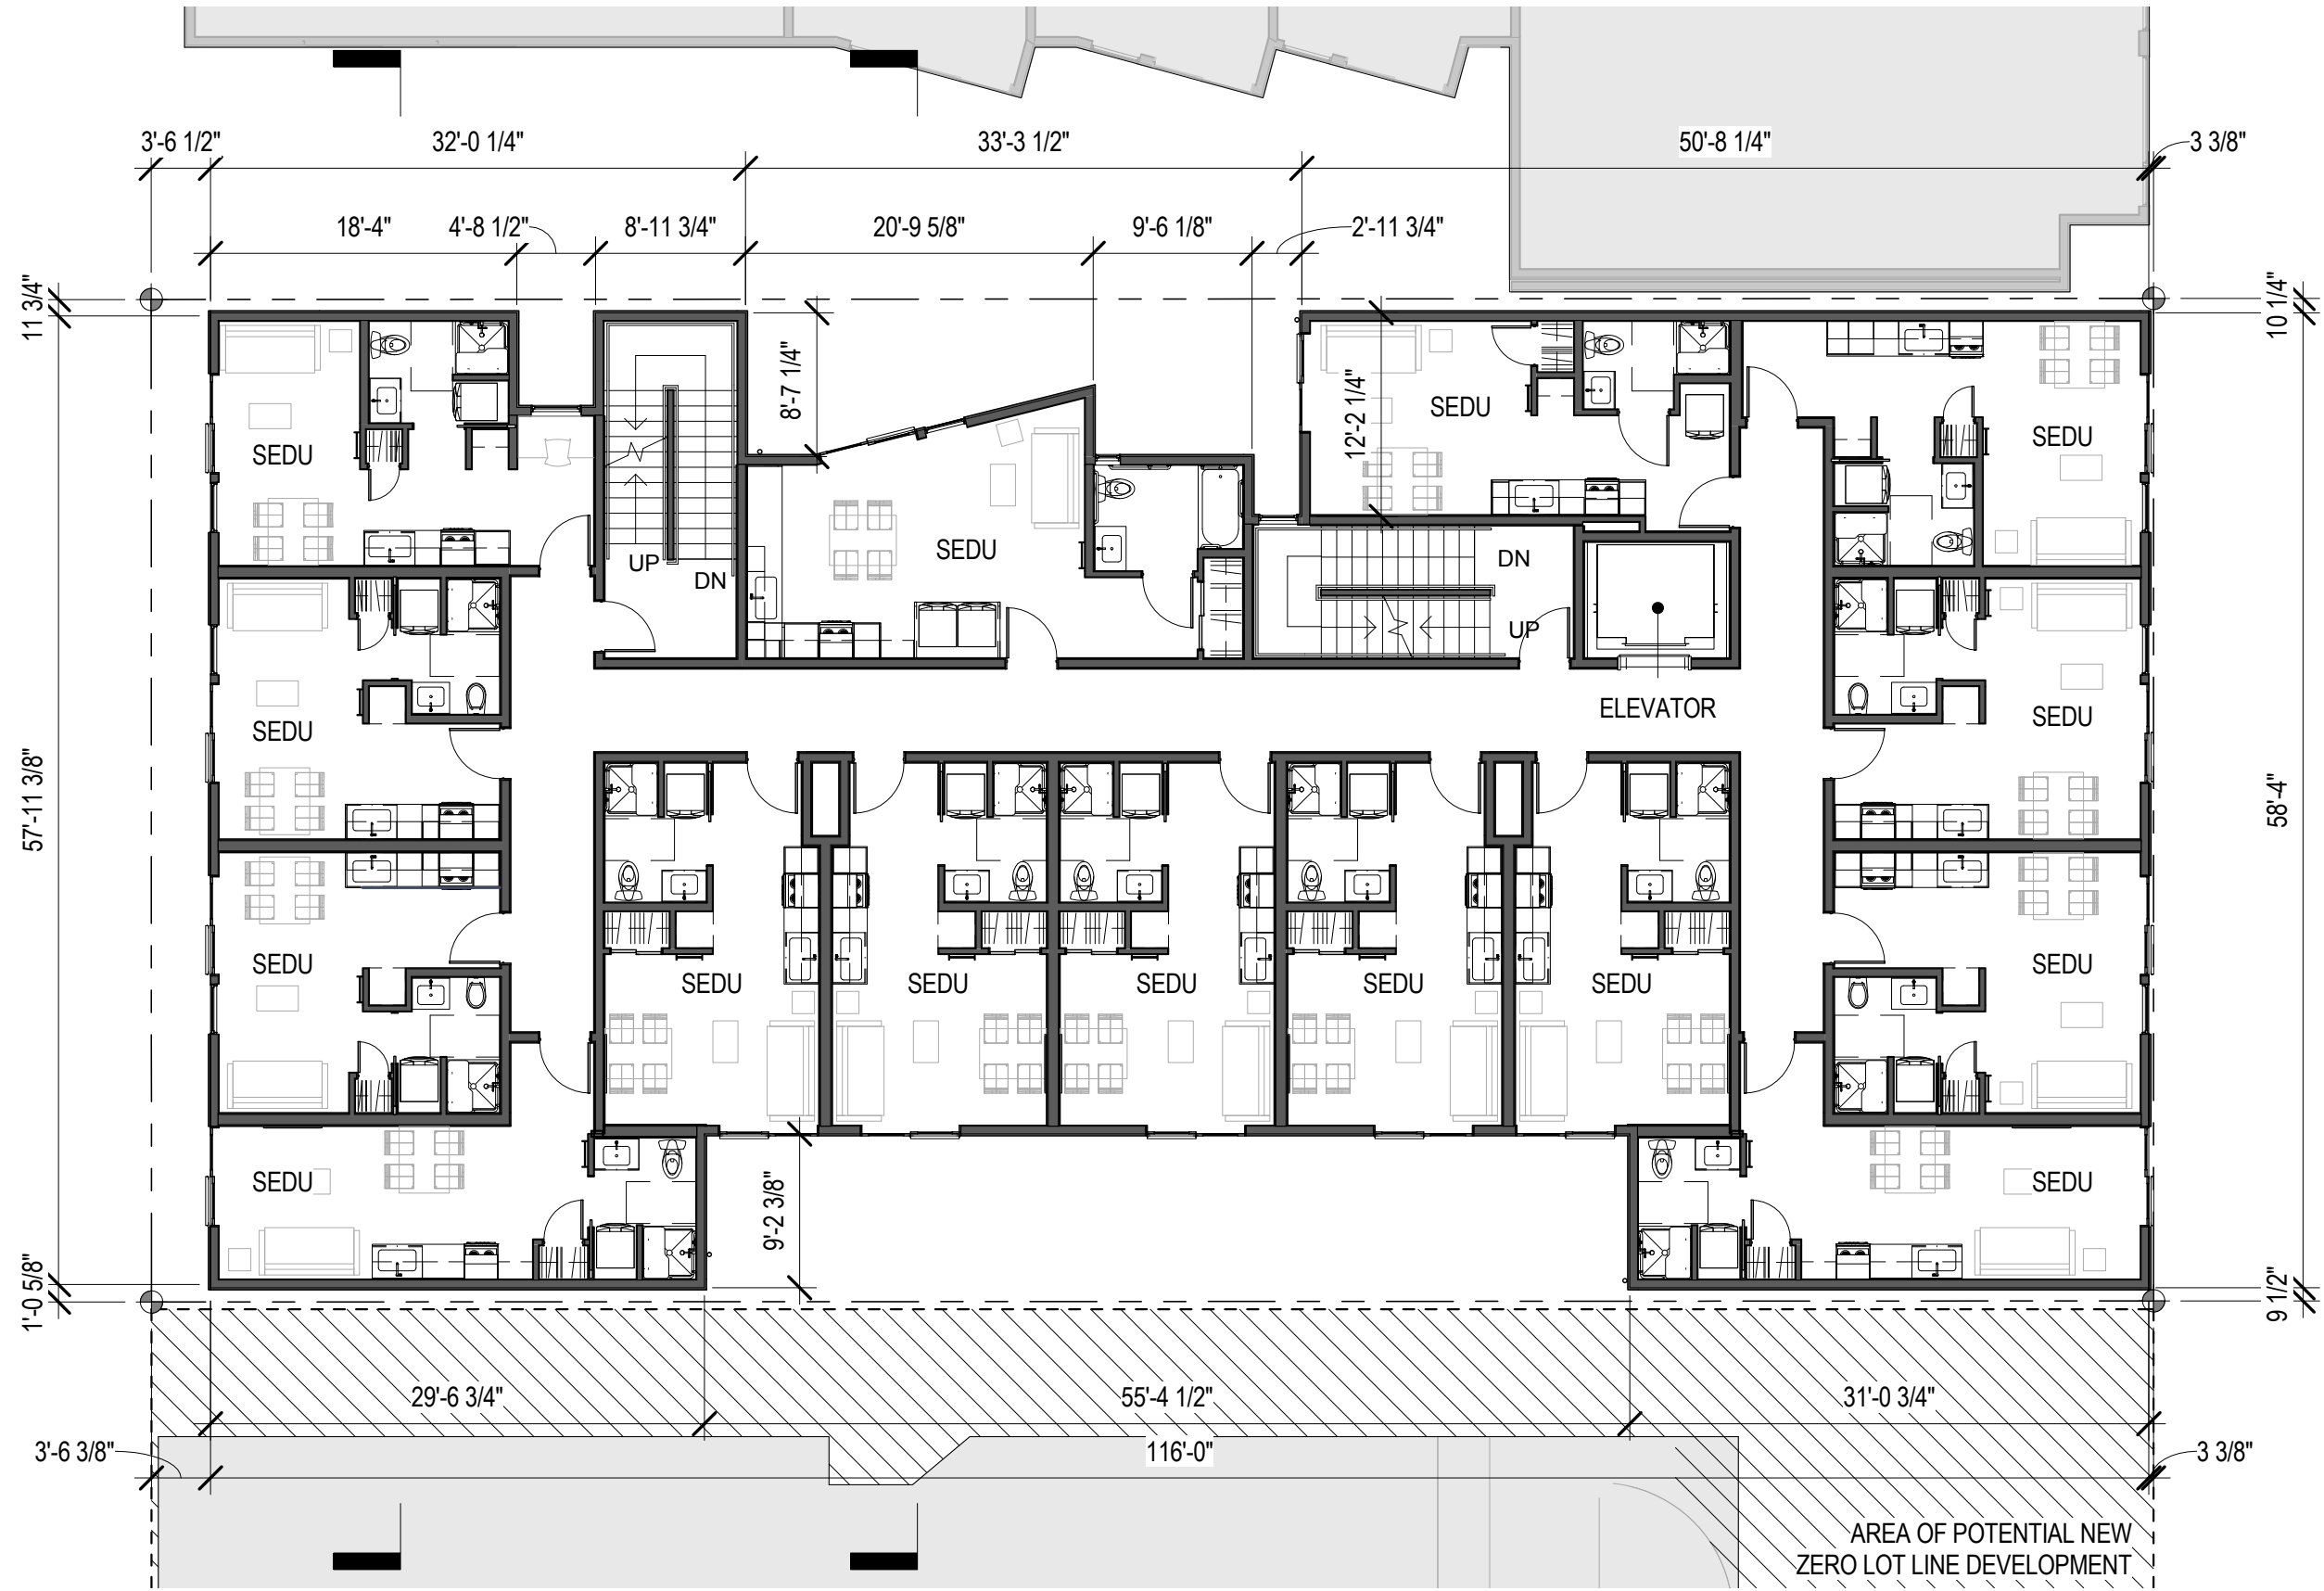 3'-6 1/2" 32'-0 1/4" 33'-3 1/2" 50'-8 1/4" 3 3/8"
18'-4" 4'-8 1/2" 8'-11 3/4" 20'-9 5/8" 9'-6 1/8" 2'-11 3/4"
11 3/4"
10 1/4"
8'-7 1/4"
12'-2 1/4"
SEDU
SEDU
SEDU
SEDU
UP
DN
DN
UP
SEDU
SEDU
SEDU
ELEVATOR
57'-11 3/8"
58'-4"
SEDU
SEDU
SEDU SEDU SEDU SEDU SEDU
SEDU
SEDU
9'-2 3/8"
1'-0 5/8"
9 1/2"
29'-6 3/4" 55'-4 1/2" 31'-0 3/4"
3'-6 3/8" 116'-0" 3 3/8"
AREA OF POTENTIAL NEW
ZERO LOT LINE DEVELOPMENT